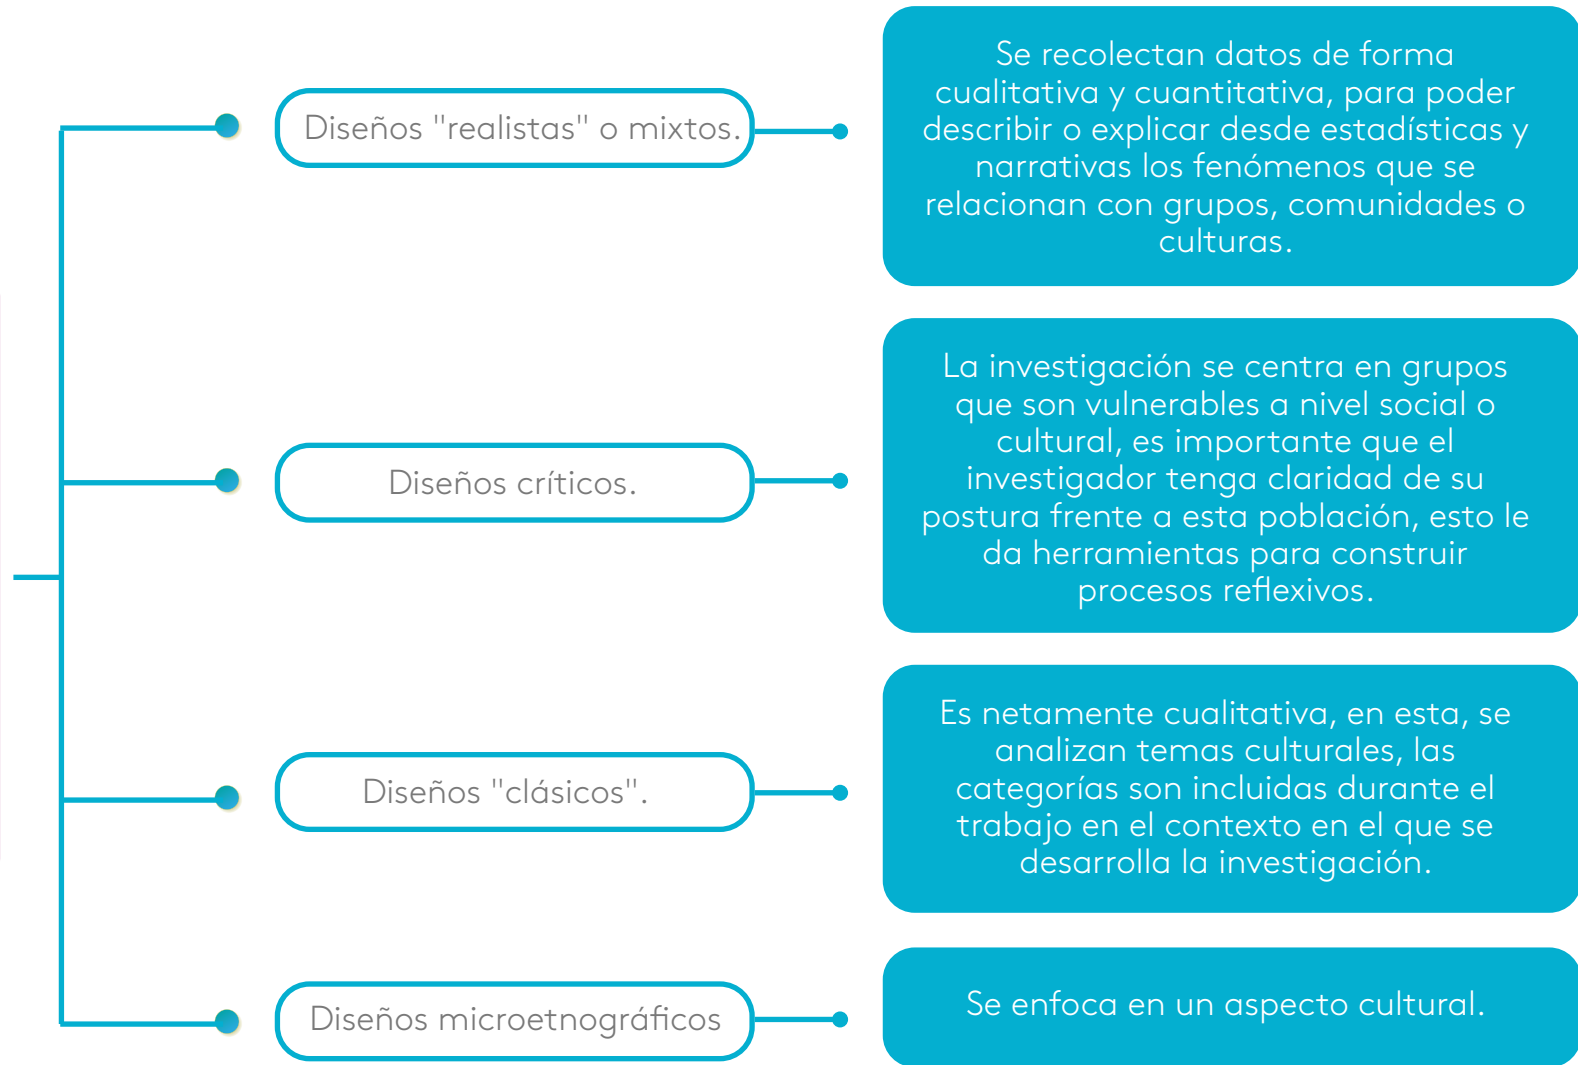 Diseños "realistas" o mixtos.
Se recolectan datos de forma
cualitativa y cuantitativa, para poder
describir o explicar desde estadísticas y
narrativas los fenómenos que se
relacionan con grupos, comunidades o
culturas.
Diseños críticos.
La investigación se centra en grupos
que son vulnerables a nivel social o
cultural, es importante que el
investigador tenga claridad de su
postura frente a esta población, esto le
da herramientas para construir
procesos reflexivos.
Diseños "clásicos".
Es netamente cualitativa, en esta, se
analizan temas culturales, las
categorías son incluidas durante el
trabajo en el contexto en el que se
desarrolla la investigación.
Diseños microetnográficos
Se enfoca en un aspecto cultural.